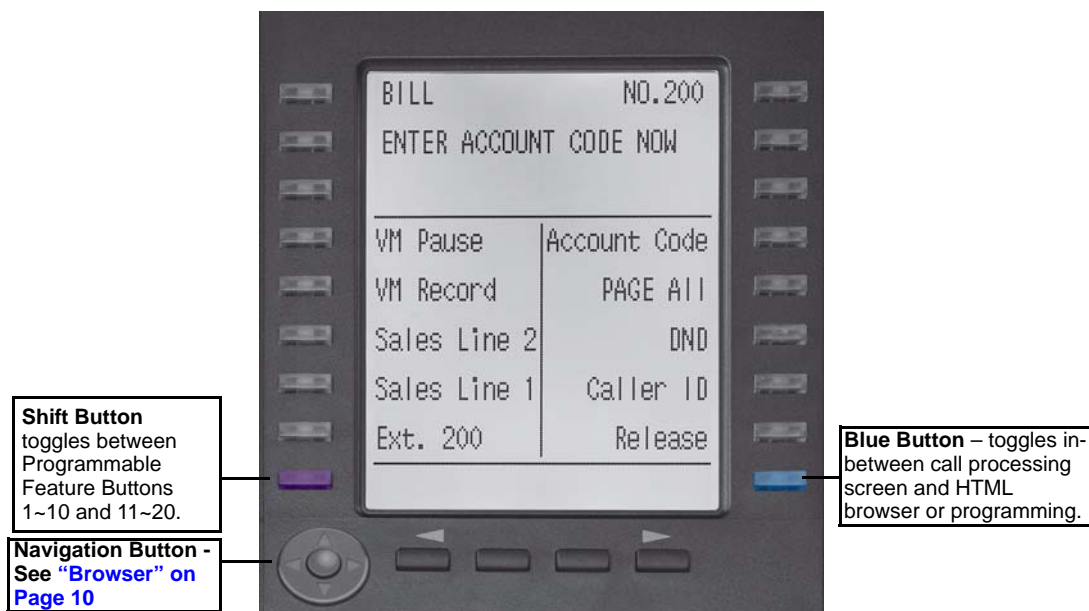 BILL NO.200
ENTER ACCOUNT CODE NOW
VM Pause Account Code
VM Record PAGE All
Sales Line 2 DND
Sales Line 1 Caller ID
Ext. 200 Release
Shift Button
toggles between
Programmable
Feature Buttons
1~10 and 11~20.
Navigation Button -
See “Browser” on
Page 10
Blue Button – toggles in-
between call processing
screen and HTML
browser or programming.